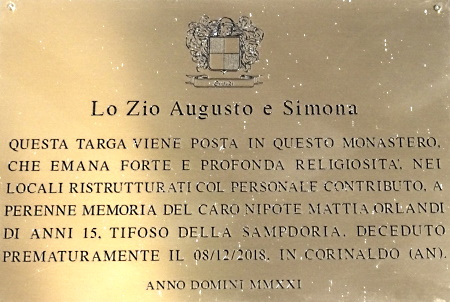 Lo Zio Augusto e Simona
QUESTA TARGA VIENE POSTA IN QUESTO MONASTERO,
CHE EMANA FORTE E PROFONDA RELIGIOSITA', NEI
LOCALI RISTRUTTURATI COL PERSONALE CONTRIBUTO, A
PERENNE MEMORIA DEL CARO NIPOTE MATTIA ORLANDI
DI ANNI 15, TIFOSO DELLA SAMPDORIA, DECEDUTO
PREMATURAMENTE IL 08/12/2018, IN CORINALDO (AN).
ANNO DOMINI MMXXI